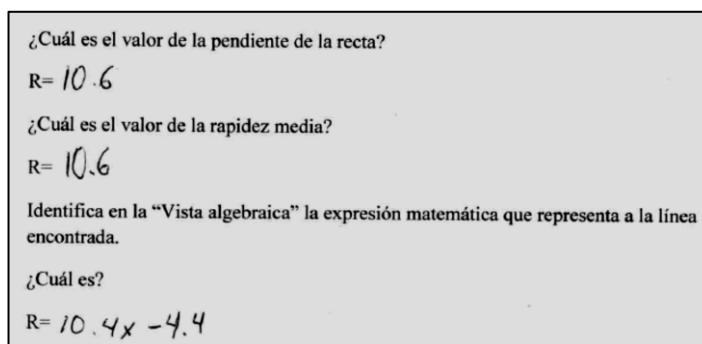 ¿Cuál es el valor de la pendiente de la recta?
R= 10.6
¿Cuál es el valor de la rapidez media?
R= 10.6
Identifica en la “Vista algebraica” la expresión matemática que representa a la línea
encontrada.
¿Cuál es?
R= 10.4x -4.4